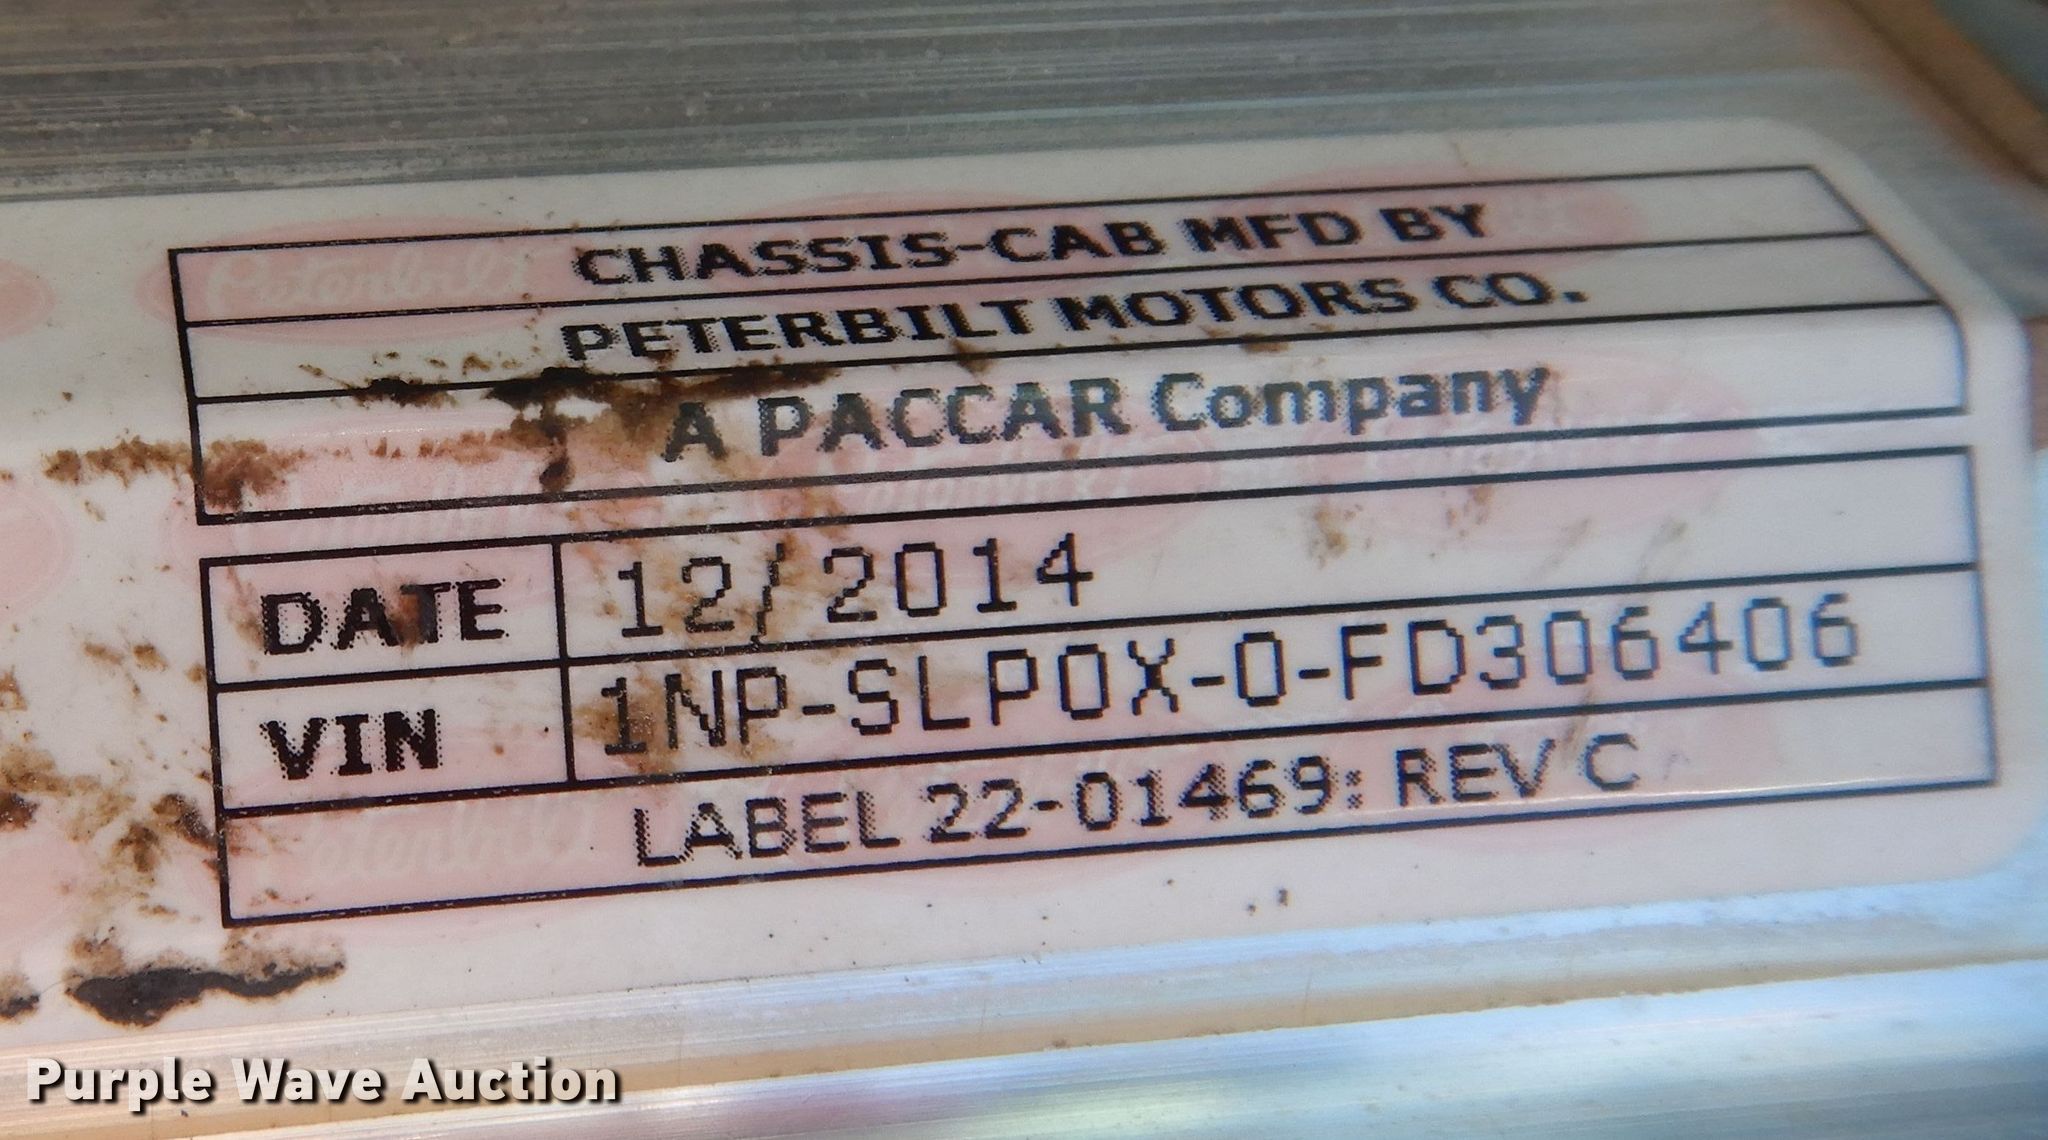 CHASSIS-CAB MFD BY
PETERBILT MOTORS CO.
A PACCAR Company
DATE 12/2014
VIN 1NP-SLP0X-0-FD306406
LABEL 22-01469: REV C
Purple Wave Auction